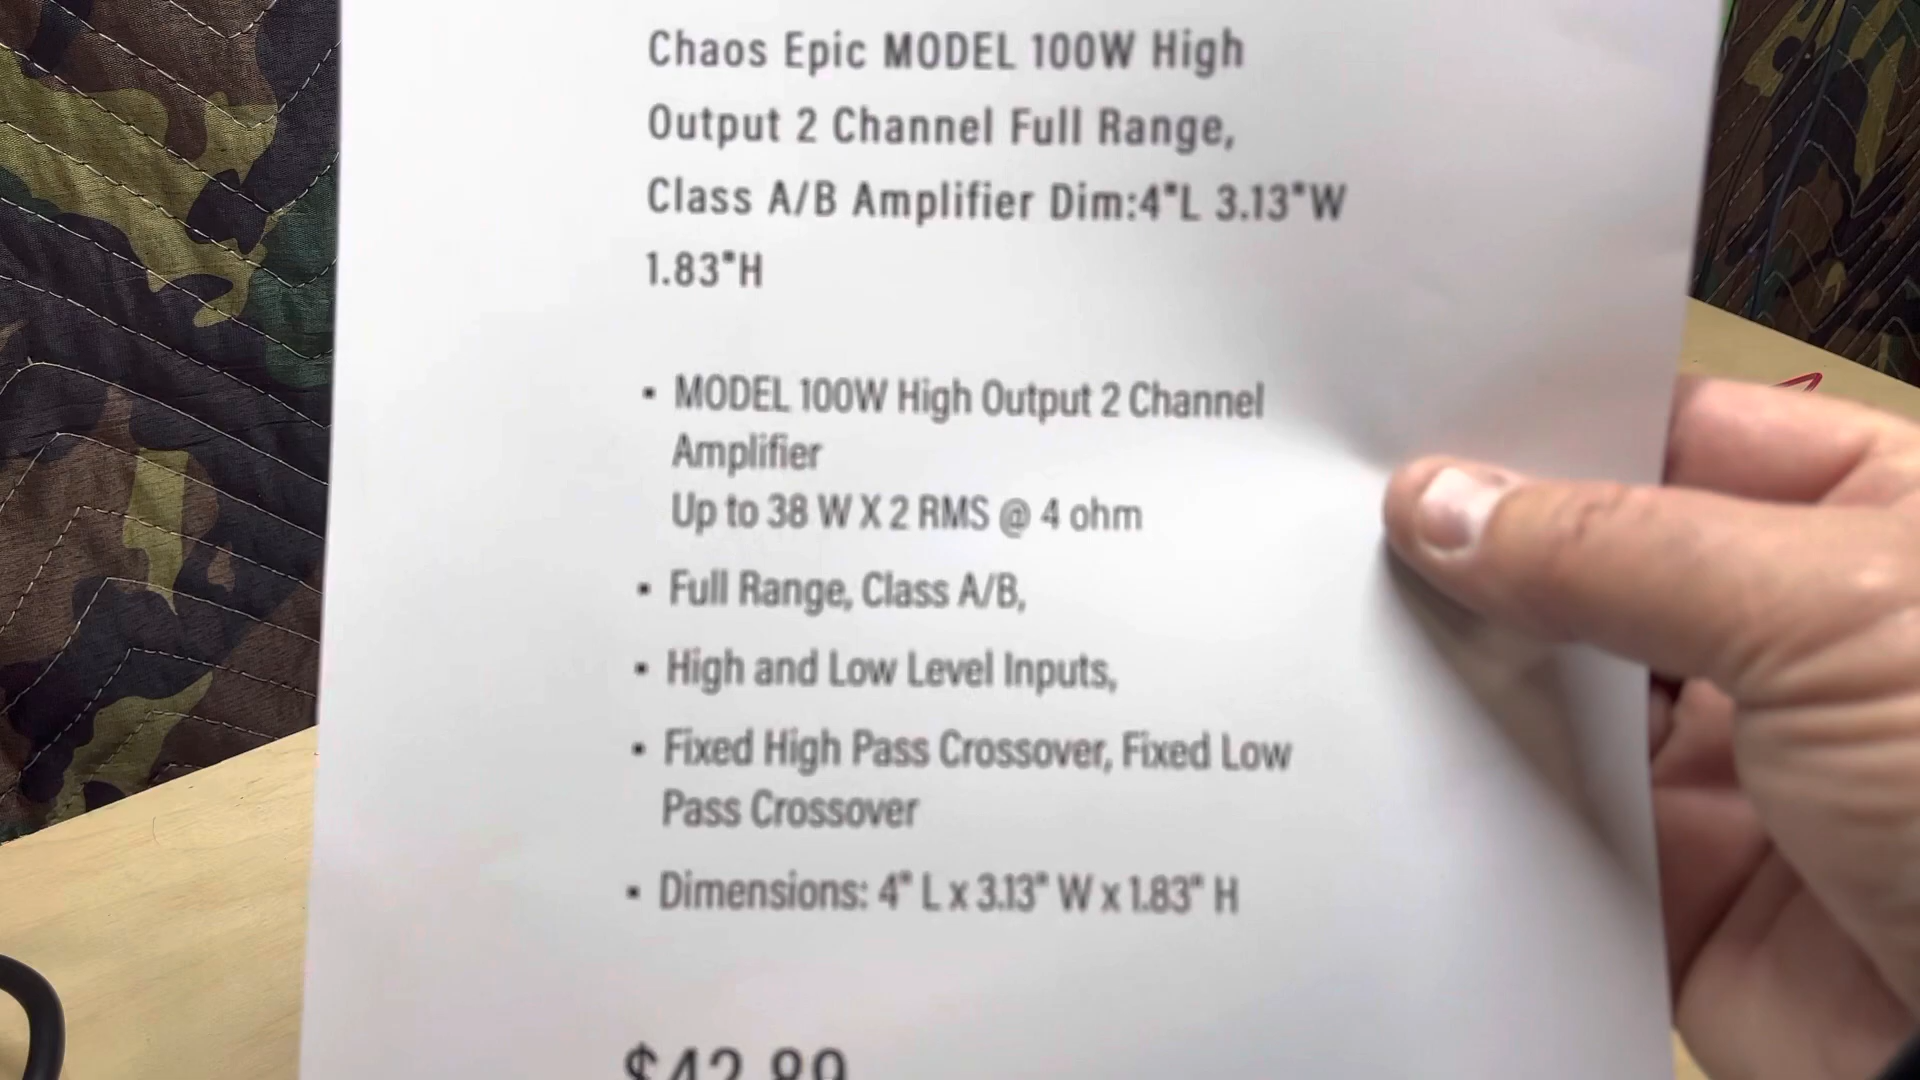 Chaos Epic MODEL 100W High
Output 2 Channel Full Range,
Class A/B Amplifier Dim:4"L 3.13"W
1.83"H
▪ MODEL 100W High Output 2 Channel
Amplifier
Up to 38 W X 2 RMS @ 4 ohm
▪ Full Range, Class A/B,
▪ High and Low Level Inputs,
▪ Fixed High Pass Crossover, Fixed Low
Pass Crossover
▪ Dimensions: 4" L x 3.13" W x 1.83" H
$42.89